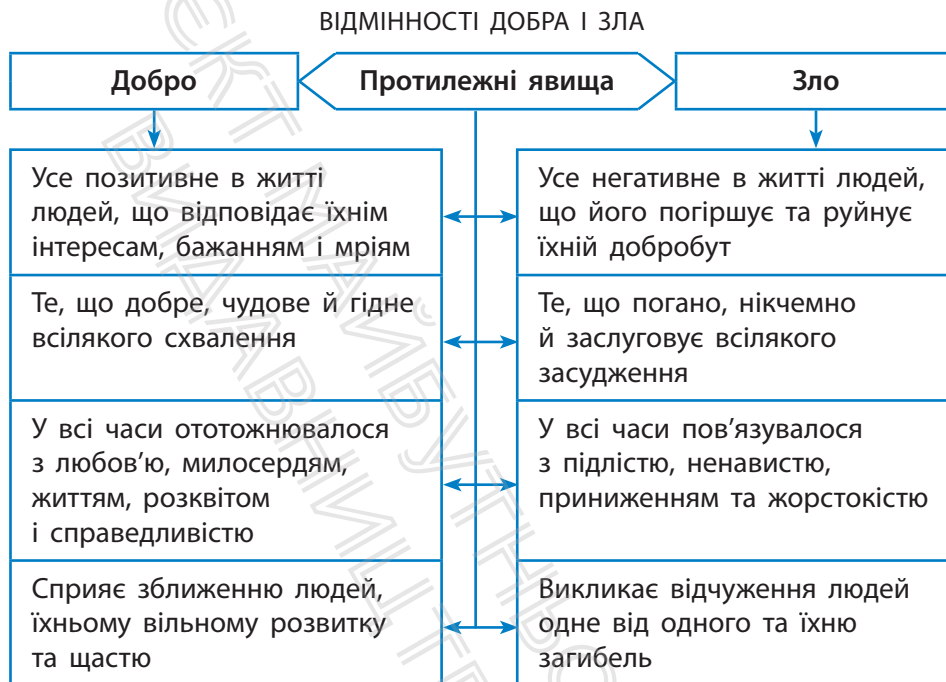 ВІДМІННОСТІ ДОБРА І ЗЛА
Добро
Протилежні явища
Зло
Усе позитивне в житті
людей, що відповідає їхнім
інтересам, бажанням і мріям
Усе негативне в житті людей,
що його погіршує та руйнує
їхній добробут
Те, що добре, чудове й гідне
всілякого схвалення
Те, що погано, нікчемно
й заслуговує всілякого
засудження
У всі часи ототожнювалося
з любов'ю, милосердям,
життям, розквітом
і справедливістю
У всі часи пов'язувалося
з підлістю, ненавистю,
приниженням та жорстокістю
Сприяє зближенню людей,
їхньому вільному розвитку
та щастю
Викликає відчуження людей
одне від одного та їхню
загибель